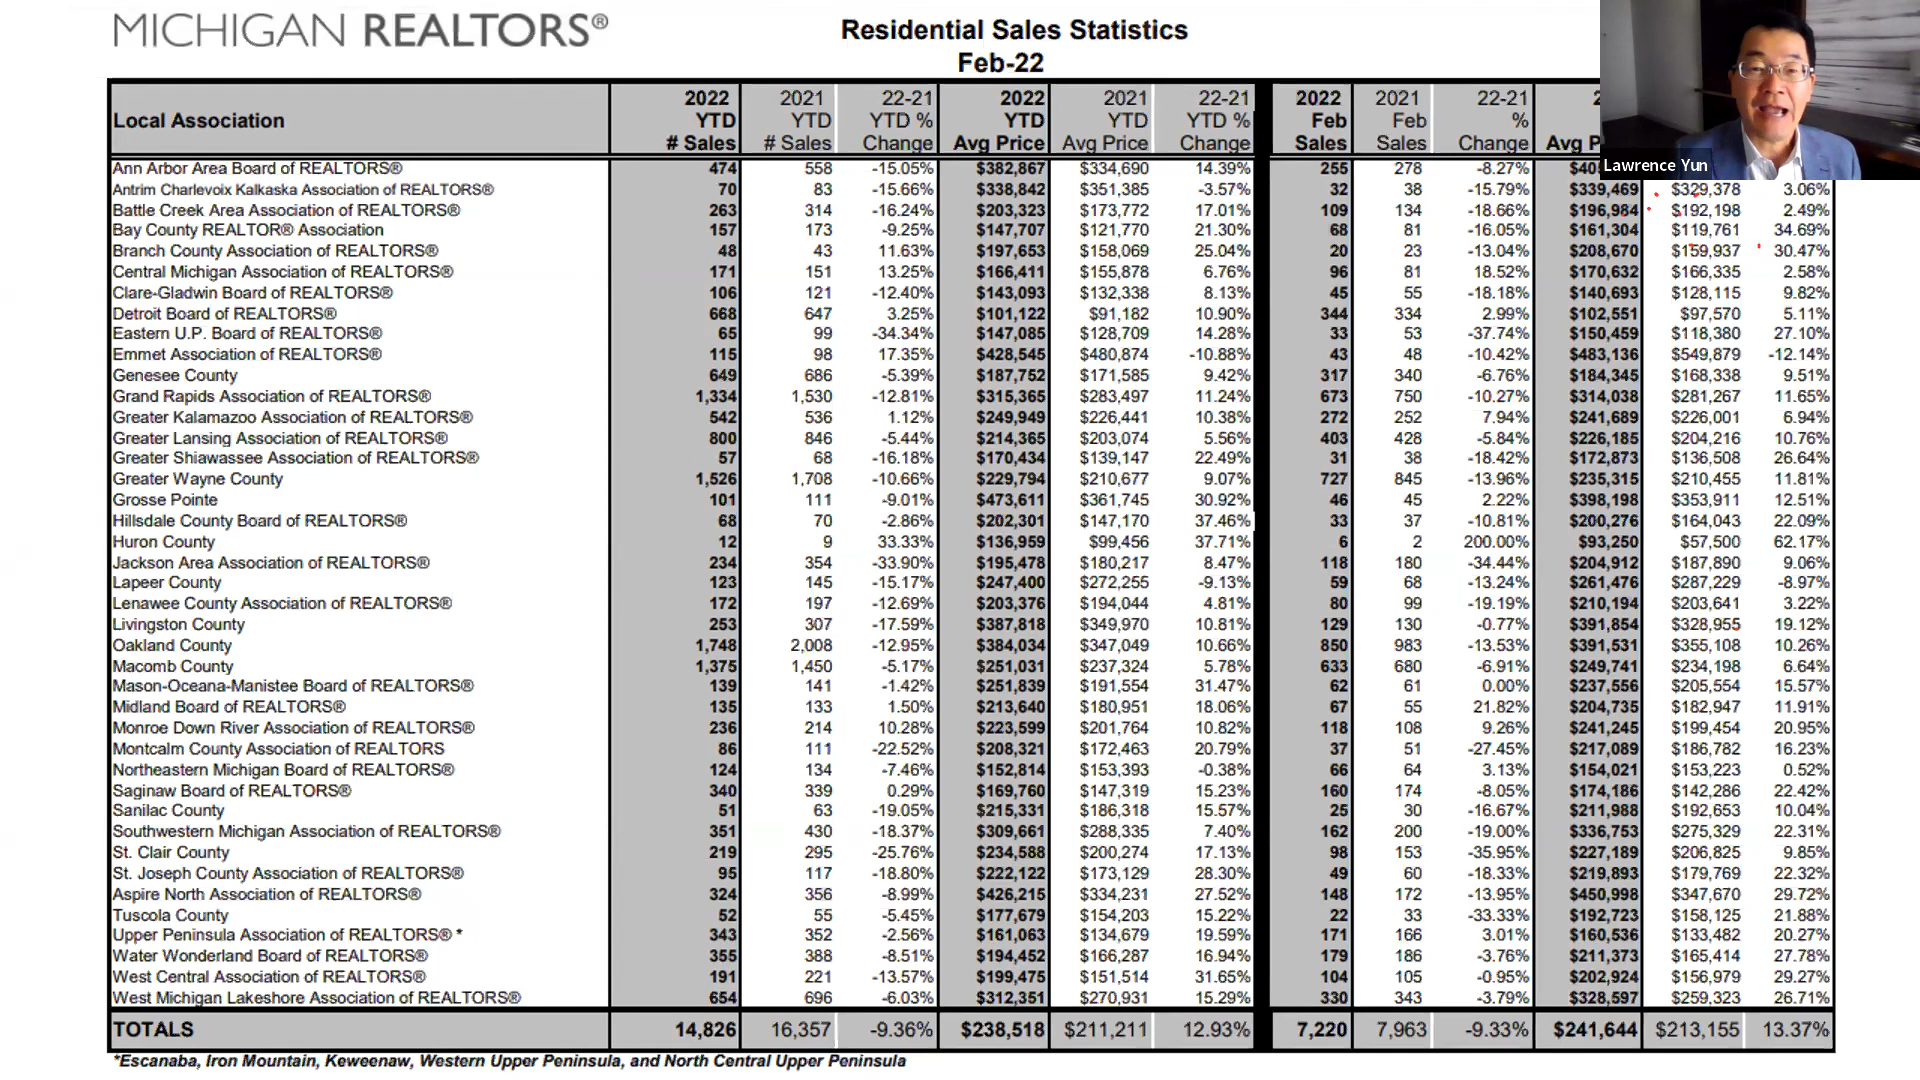 MICHIGAN REALTORS®
Residential Sales Statistics
Feb-22
Lawrence Yun
Local Association 2022 YTD # Sales 2021 YTD # Sales 22-21 YTD % Change 2022 YTD Avg Price 2021 YTD Avg Price 22-21 YTD % Change 2022 Feb Sales 2021 Feb Sales 22-21 % Change Avg
Ann Arbor Area Board of REALTORS® 474 558 -15.05% $382,867 $334,690 14.39% 255 278 -8.27%
Antrim Charlevoix Kalkaska Association of REALTORS® 70 83 -15.66% $338,842 $351,385 -3.57% 32 38 -15.79% $339,469 $329,378 3.06%
Battle Creek Area Association of REALTORS® 263 314 -16.24% $203,323 $173,772 17.01% 109 134 -18.66% $196,984 $192,198 2.49%
Bay County REALTOR® Association 157 173 -9.25% $147,707 $121,770 21.30% 68 81 -16.05% $161,304 $119,761 34.69%
Branch County Association of REALTORS® 48 43 11.63% $197,653 $158,069 25.04% 20 23 -13.04% $208,670 $159,937 30.47%
Central Michigan Association of REALTORS® 171 151 13.25% $166,411 $155,878 6.76% 96 81 18.52% $170,632 $166,335 2.58%
Clare-Gladwin Board of REALTORS® 106 121 -12.40% $143,093 $132,338 8.13% 45 55 -18.18% $140,693 $128,115 9.82%
Detroit Board of REALTORS® 668 647 3.25% $101,122 $91,182 10.90% 344 334 2.99% $102,551 $97,570 5.11%
Eastern U.P. Board of REALTORS® 65 99 -34.34% $147,085 $128,709 14.28% 33 53 -37.74% $150,459 $118,380 27.10%
Emmet Association of REALTORS® 115 98 17.35% $428,545 $480,874 -10.88% 43 48 -10.42% $483,136 $549,879 -12.14%
Genesee County 649 686 -5.39% $187,752 $171,585 9.42% 317 340 -6.76% $184,345 $168,338 9.51%
Grand Rapids Association of REALTORS® 1,334 1,530 -12.81% $315,365 $283,497 11.24% 673 750 -10.27% $314,038 $281,267 11.65%
Greater Kalamazoo Association of REALTORS® 542 536 1.12% $249,949 $226,441 10.38% 272 252 7.94% $241,689 $226,001 6.94%
Greater Lansing Association of REALTORS® 800 846 -5.44% $214,365 $203,074 5.56% 403 428 -5.84% $226,185 $204,216 10.76%
Greater Shiawassee Association of REALTORS® 57 68 -16.18% $170,434 $139,147 22.49% 31 38 -18.42% $172,873 $136,508 26.64%
Greater Wayne County 1,526 1,708 -10.66% $229,794 $210,677 9.07% 727 845 -13.96% $235,315 $210,455 11.81%
Grosse Pointe 101 111 -9.01% $473,611 $361,745 30.92% 46 45 2.22% $398,198 $353,911 12.51%
Hillsdale County Board of REALTORS® 68 70 -2.86% $202,301 $147,170 37.46% 33 37 -10.81% $200,276 $164,043 22.09%
Huron County 12 9 33.33% $136,959 $99,456 37.71% 6 2 200.00% $93,250 $57,500 62.17%
Jackson Area Association of REALTORS® 234 354 -33.90% $195,478 $180,217 8.47% 118 180 -34.44% $204,912 $187,890 9.06%
Lapeer County 123 145 -15.17% $247,400 $272,255 -9.13% 59 68 -13.24% $261,476 $287,229 -8.97%
Lenawee County Association of REALTORS® 172 197 -12.69% $203,376 $194,044 4.81% 80 99 -19.19% $210,194 $203,641 3.22%
Livingston County 253 307 -17.59% $387,818 $349,970 10.81% 129 130 -0.77% $391,854 $328,955 19.12%
Oakland County 1,748 2,008 -12.95% $384,034 $347,049 10.66% 850 983 -13.53% $391,531 $355,108 10.26%
Macomb County 1,375 1,450 -5.17% $251,031 $237,324 5.78% 633 680 -6.91% $249,741 $234,198 6.64%
Mason-Oceana-Manistee Board of REALTORS® 139 141 -1.42% $251,839 $191,554 31.47% 62 61 0.00% $237,556 $205,554 15.57%
Midland Board of REALTORS® 135 133 1.50% $213,640 $180,951 18.06% 67 55 21.82% $204,735 $182,947 11.91%
Monroe Down River Association of REALTORS® 236 214 10.28% $223,599 $201,764 10.82% 118 108 9.26% $241,245 $199,454 20.95%
Montcalm County Association of REALTORS 86 111 -22.52% $208,321 $172,463 20.79% 37 51 -27.45% $217,089 $186,782 16.23%
Northeastern Michigan Board of REALTORS® 124 134 -7.46% $152,814 $153,393 -0.38% 66 64 3.13% $154,021 $153,223 0.52%
Saginaw Board of REALTORS® 340 339 0.29% $169,760 $147,319 15.23% 160 174 -8.05% $174,186 $142,286 22.42%
Sanilac County 51 63 -19.05% $215,331 $186,318 15.57% 25 30 -16.67% $211,988 $192,653 10.04%
Southwestern Michigan Association of REALTORS® 351 430 -18.37% $309,661 $288,335 7.40% 162 200 -19.00% $336,753 $275,329 22.31%
St. Clair County 219 295 -25.76% $234,588 $200,274 17.13% 98 153 -35.95% $227,189 $206,825 9.85%
St. Joseph County Association of REALTORS® 95 117 -18.80% $222,122 $173,129 28.30% 49 60 -18.33% $219,893 $179,769 22.32%
Aspire North Association of REALTORS® 324 356 -8.99% $426,215 $334,231 27.52% 148 172 -13.95% $450,998 $347,670 29.72%
Tuscola County 52 55 -5.45% $177,679 $154,203 15.22% 22 33 -33.33% $192,723 $158,125 21.88%
Upper Peninsula Association of REALTORS® * 343 352 -2.56% $161,063 $134,679 19.59% 171 166 3.01% $160,536 $133,482 20.27%
Water Wonderland Board of REALTORS® 355 388 -8.51% $194,452 $166,287 16.94% 179 186 -3.76% $211,373 $165,414 27.78%
West Central Association of REALTORS® 191 221 -13.57% $199,475 $151,514 31.65% 104 105 -0.95% $202,924 $156,979 29.27%
West Michigan Lakeshore Association of REALTORS® 654 696 -6.03% $312,351 $270,931 15.29% 330 343 -3.79% $328,597 $259,323 26.71%
TOTALS 14,826 16,357 -9.36% $238,518 $211,211 12.93% 7,220 7,963 -9.33% $241,644 $213,155 13.37%
*Escanaba, Iron Mountain, Keweenaw, Western Upper Peninsula, and North Central Upper Peninsula